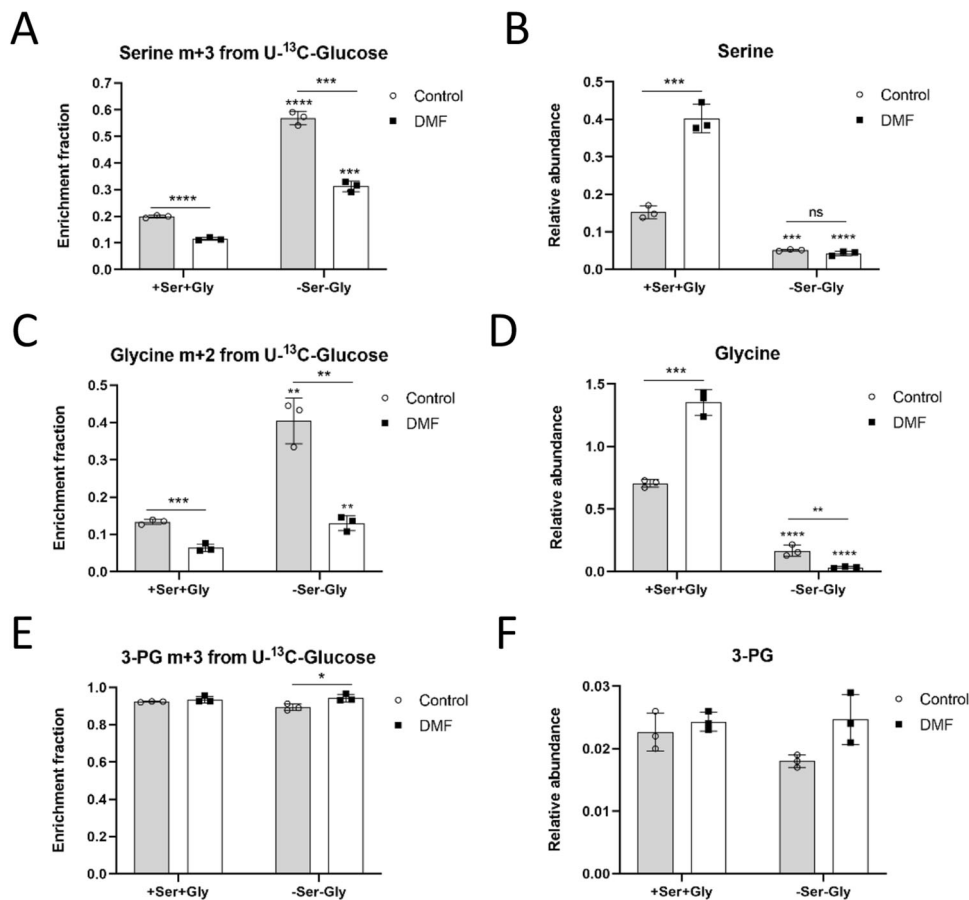 A
Serine m+3 from U-¹³C-Glucose
Enrichment fraction
0.7
0.6
0.5
0.4
0.3
0.2
0.1
0.0
****
****
***
***
+Ser+Gly
-Ser-Gly
Control
DMF
B
Serine
Relative abundance
0.5
0.4
0.3
0.2
0.1
0.0
***
ns
***
****
+Ser+Gly
-Ser-Gly
Control
DMF
C
Glycine m+2 from U-¹³C-Glucose
Enrichment fraction
0.5
0.4
0.3
0.2
0.1
0.0
***
**
**
**
+Ser+Gly
-Ser-Gly
Control
DMF
D
Glycine
Relative abundance
1.5
1.0
0.5
0.0
***
**
****
****
+Ser+Gly
-Ser-Gly
Control
DMF
E
3-PG m+3 from U-¹³C-Glucose
Enrichment fraction
1.0
0.8
0.6
0.4
0.2
0.0
*
+Ser+Gly
-Ser-Gly
Control
DMF
F
3-PG
Relative abundance
0.03
0.02
0.01
0.00
+Ser+Gly
-Ser-Gly
Control
DMF